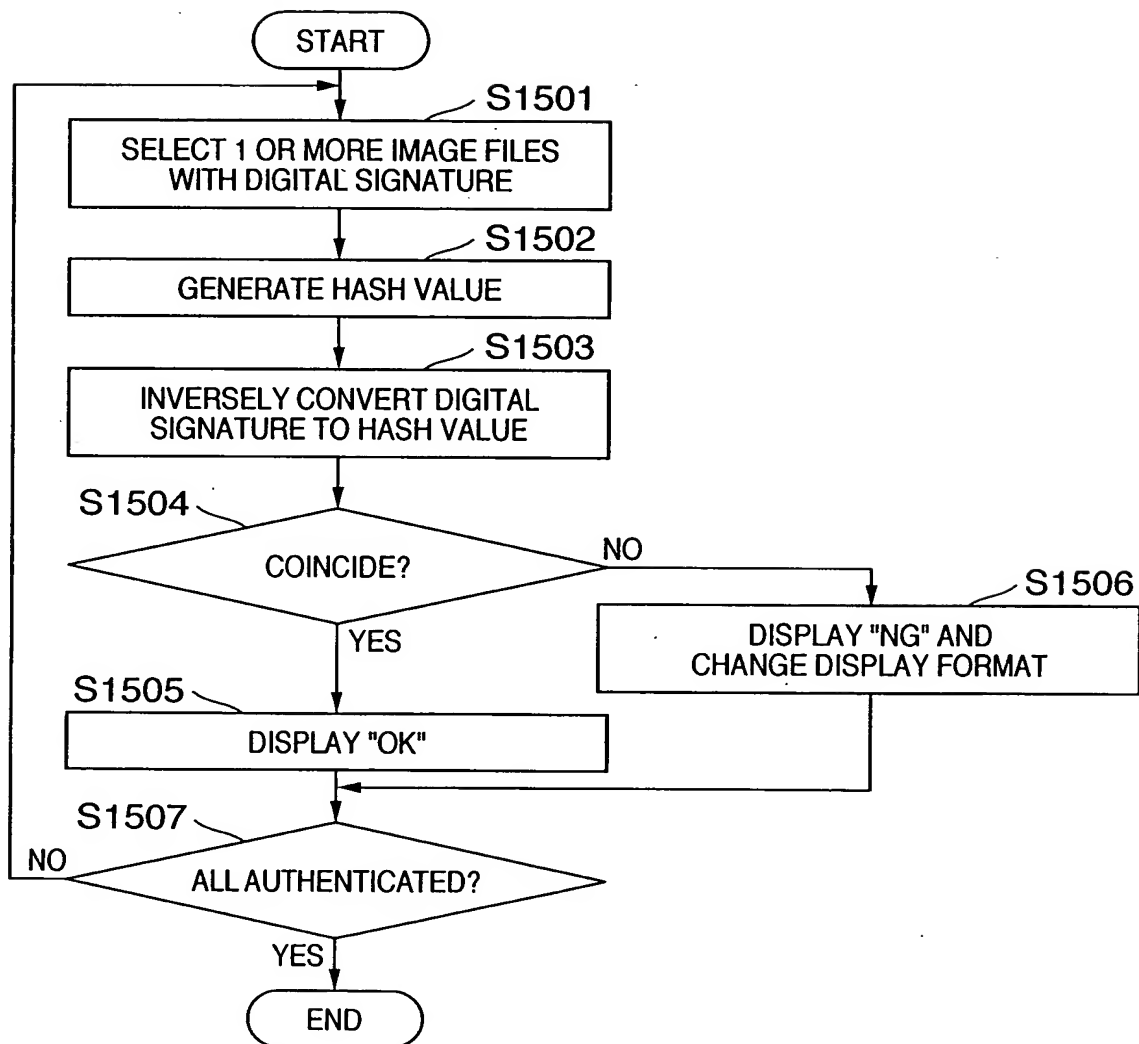 START
S1501
SELECT 1 OR MORE IMAGE FILES
WITH DIGITAL SIGNATURE
S1502
GENERATE HASH VALUE
S1503
INVERSELY CONVERT DIGITAL
SIGNATURE TO HASH VALUE
S1504
COINCIDE?
NO
S1506
DISPLAY "NG" AND
CHANGE DISPLAY FORMAT
YES
S1505
DISPLAY "OK"
S1507
NO
ALL AUTHENTICATED?
YES
END